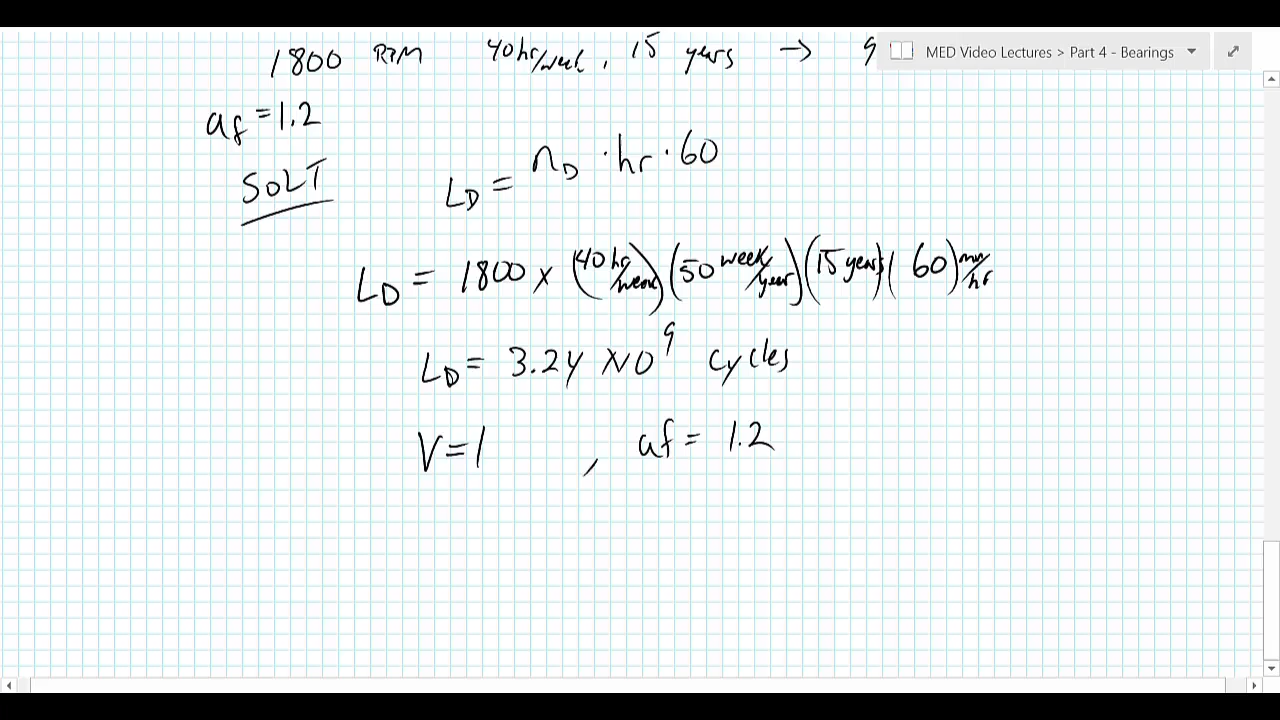 1800 RPM 40hr/week, 15 years → 9
MED Video Lectures > Part 4 - Bearings
af = 1.2
SOLT
LD = nD · hr · 60
LD = 1800 x (40 hr/week)(50 week/year)(15 years)(60) min/hr
LD = 3.24 x10^9 cycles
V = 1 , af = 1.2